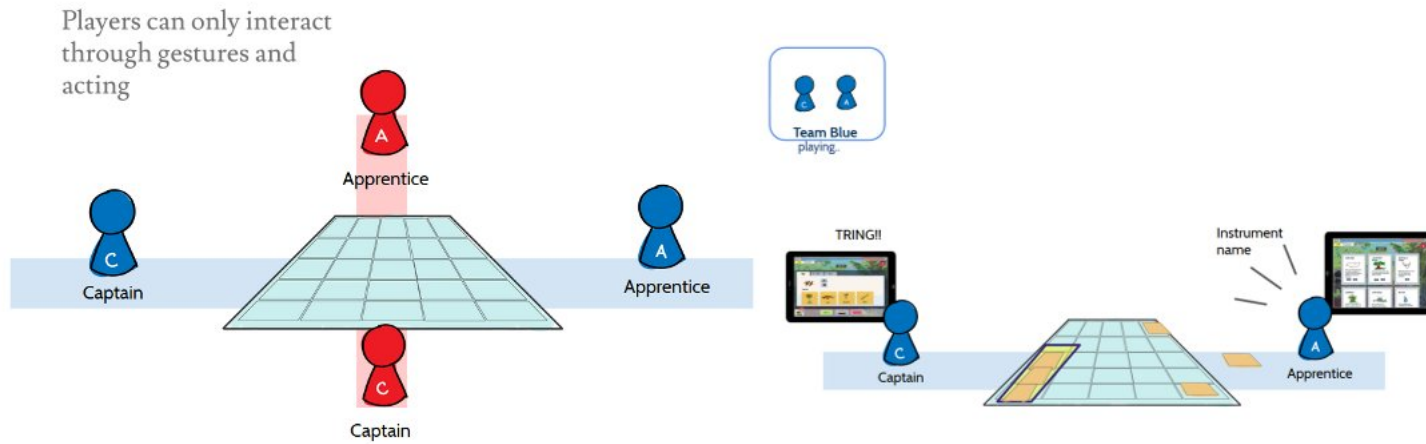 Players can only interact
through gestures and
acting
A
Apprentice
C
Captain
A
Apprentice
C
Captain
C A
Team Blue
playing..
TRING!!
Instrument
name
C
Captain
A
Apprentice